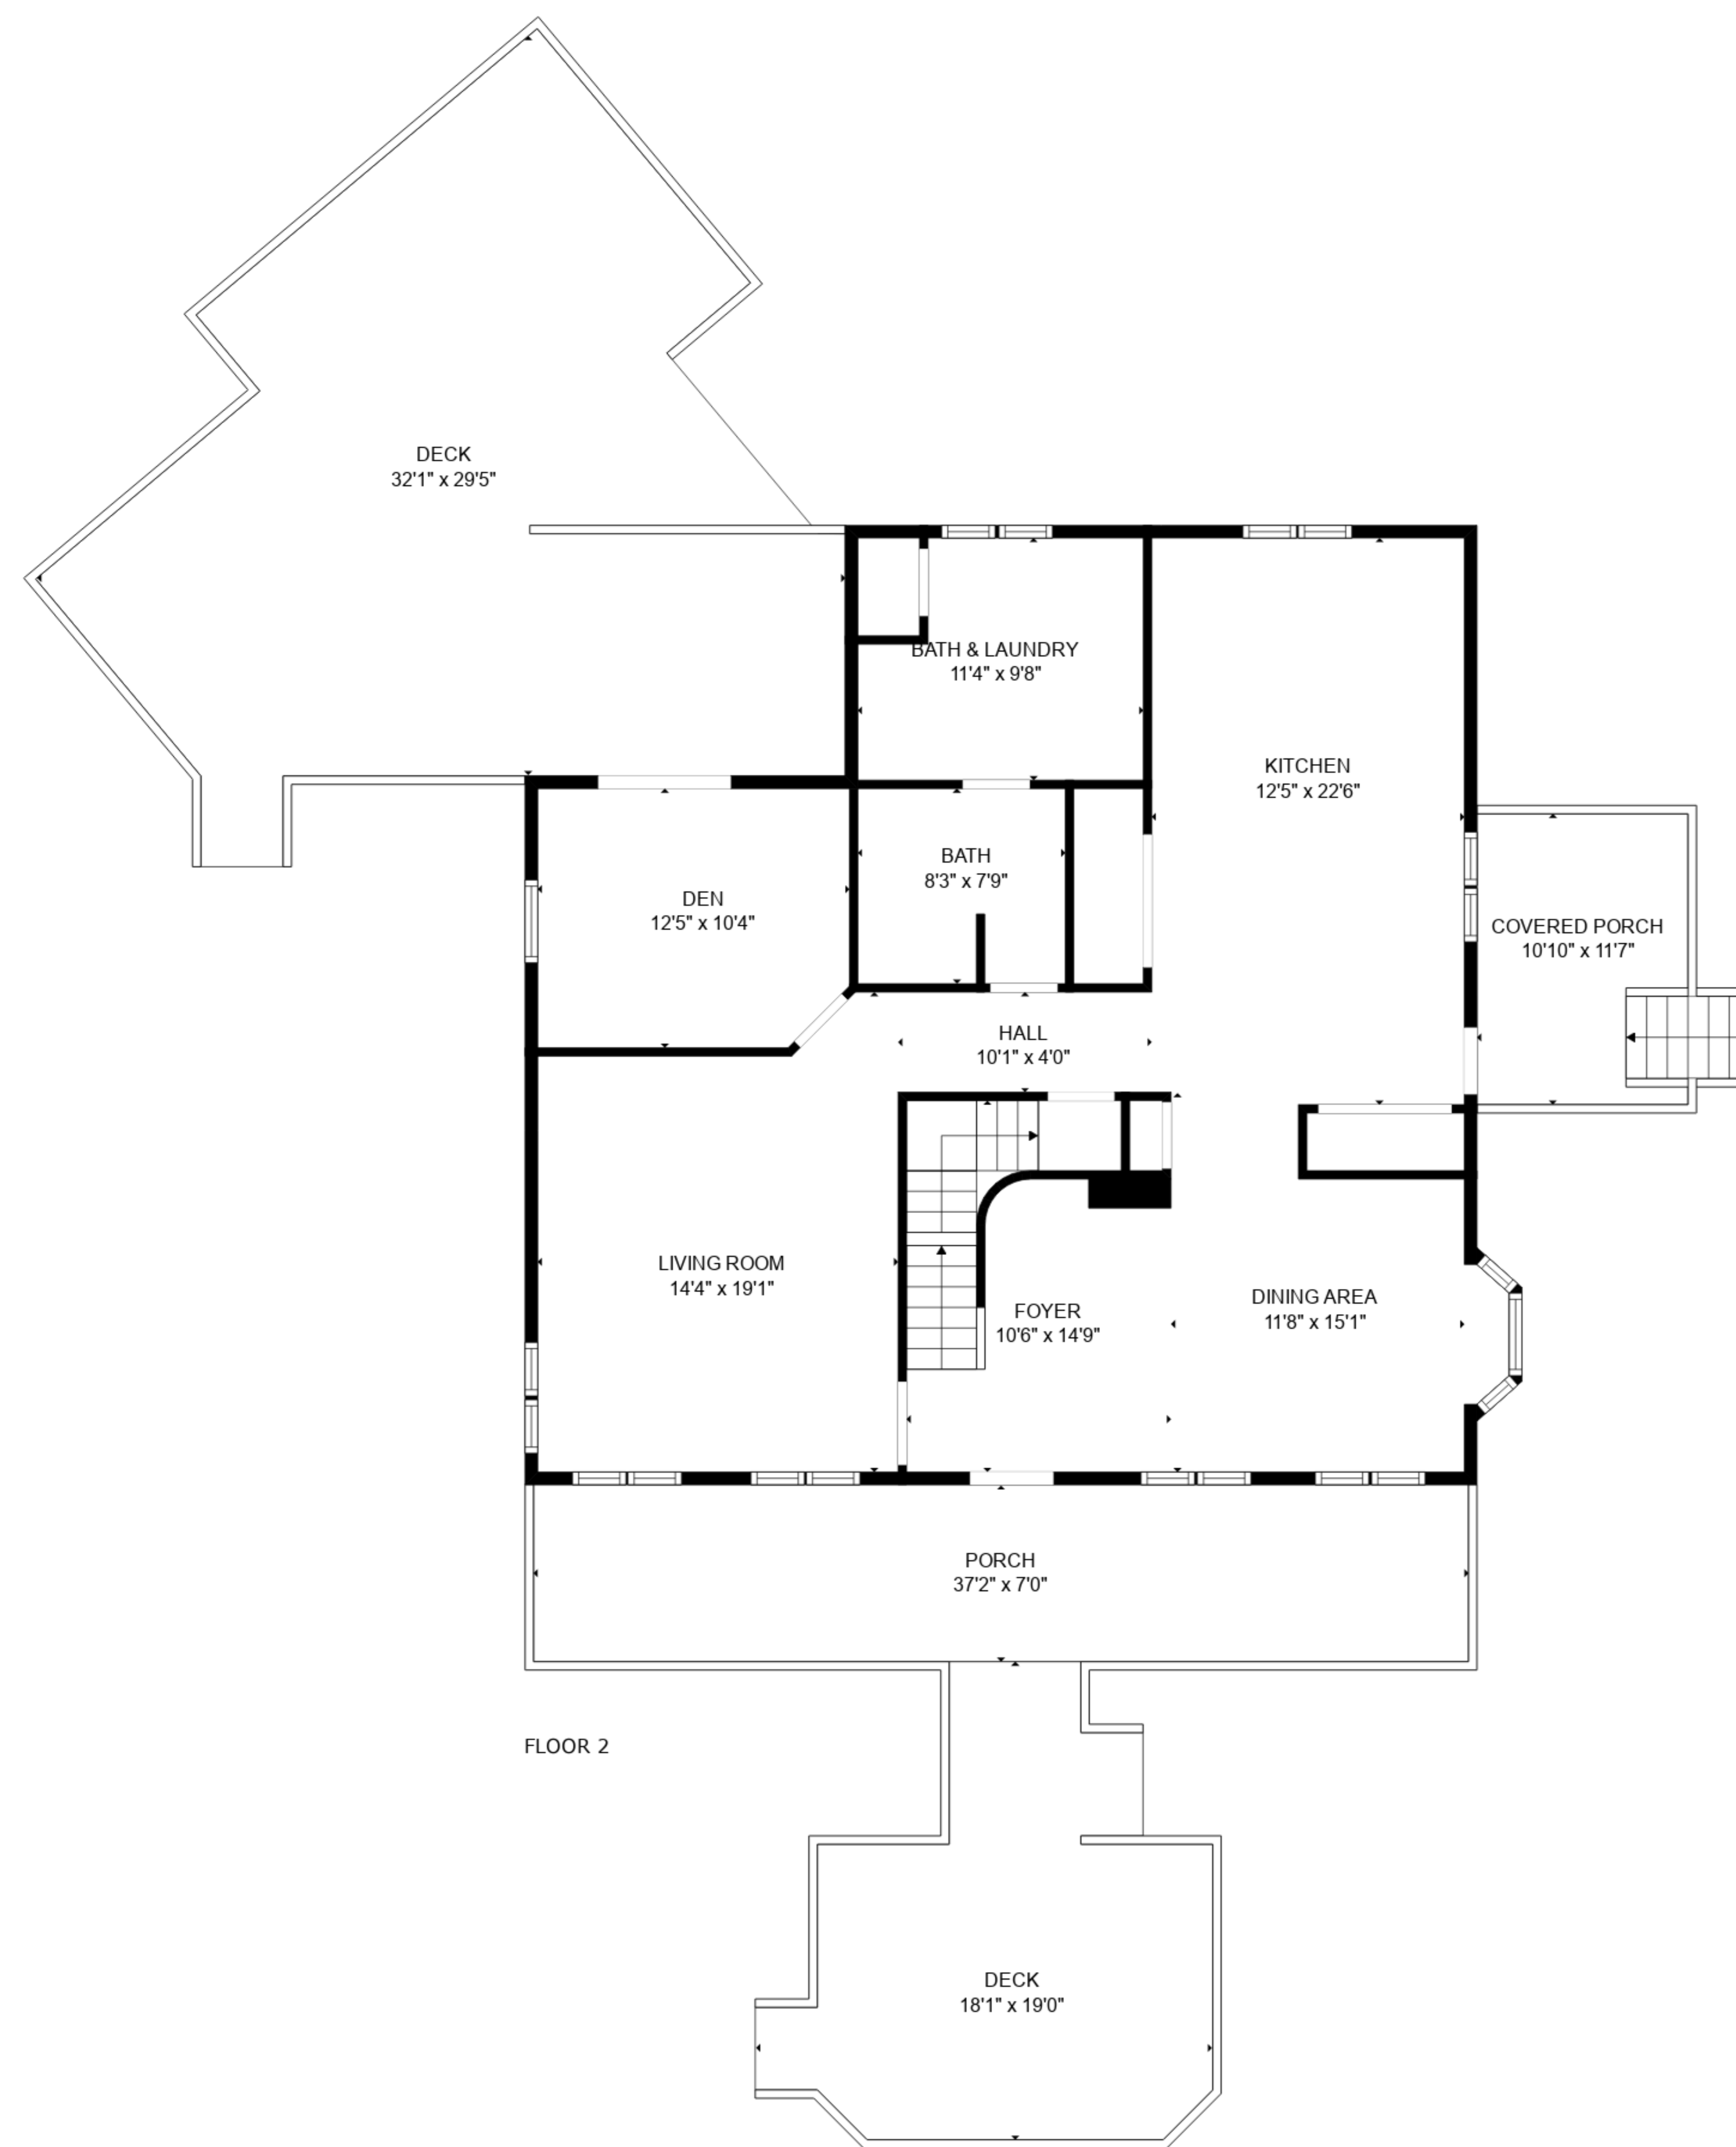 DECK
32'1" x 29'5"
BATH & LAUNDRY
11'4" x 9'8"
KITCHEN
12'5" x 22'6"
BATH
8'3" x 7'9"
DEN
12'5" x 10'4"
COVERED PORCH
10'10" x 11'7"
HALL
10'1" x 4'0"
LIVING ROOM
14'4" x 19'1"
FOYER
10'6" x 14'9"
DINING AREA
11'8" x 15'1"
PORCH
37'2" x 7'0"
FLOOR 2
DECK
18'1" x 19'0"